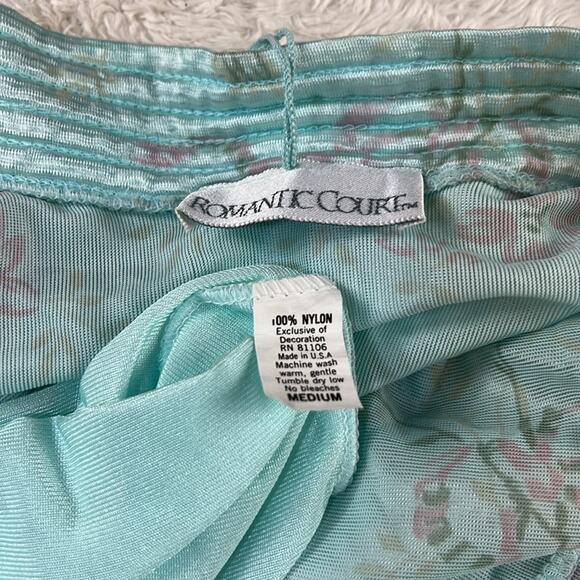 ROMANTIC COURT™
100% NYLON
Exclusive of
Decoration
RN 81106
Made in U.S.A
Machine wash
warm, gentle
Tumble dry low
No bleaches
MEDIUM